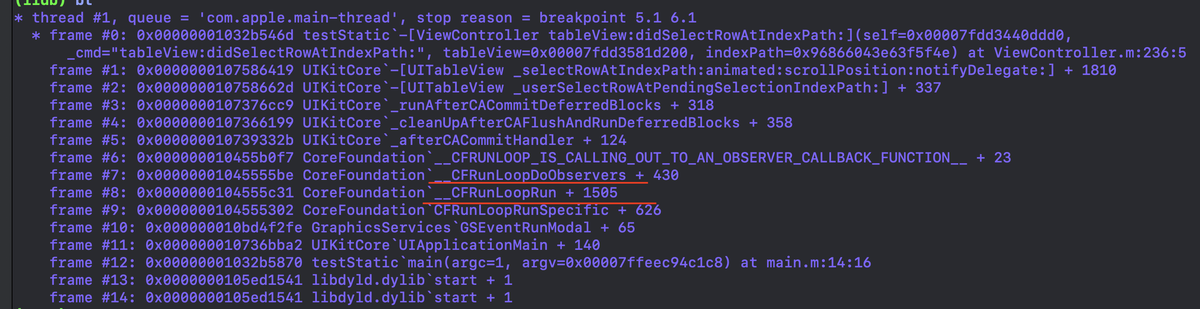 (lldb) bt
* thread #1, queue = 'com.apple.main-thread', stop reason = breakpoint 5.1 6.1
* frame #0: 0x00000001032b546d testStatic`-[ViewController tableView:didSelectRowAtIndexPath:](self=0x00007fd3440ddd0,
_cmd="tableView:didSelectRowAtIndexPath:", tableView=0x00007fd3581d200, indexPath=0x96866043e63f5f4e) at ViewController.m:236:5
frame #1: 0x0000000107586419 UIKitCore`-[UITableView _selectRowAtIndexPath:animated:scrollPosition:notifyDelegate:] + 1810
frame #2: 0x000000010758662d UIKitCore`-[UITableView _userSelectRowAtPendingSelectionIndexPath:] + 337
frame #3: 0x0000000107376cc9 UIKitCore`_runAfterCACommitDeferredBlocks + 318
frame #4: 0x0000000107366199 UIKitCore`_cleanUpAfterCAFlushAndRunDeferredBlocks + 358
frame #5: 0x000000010739332b UIKitCore`_afterCACommitHandler + 124
frame #6: 0x000000010455b0f7 CoreFoundation`__CFRUNLOOP_IS_CALLING_OUT_TO_AN_OBSERVER_CALLBACK_FUNCTION__ + 23
frame #7: 0x00000001045555be CoreFoundation`__CFRunLoopDoObservers + 430
frame #8: 0x0000000104555c31 CoreFoundation`__CFRunLoopRun + 1505
frame #9: 0x0000000104555302 CoreFoundation`CFRunLoopRunSpecific + 626
frame #10: 0x000000010bd4f2fe GraphicsServices`GSEventRunModal + 65
frame #11: 0x000000010736bba2 UIKitCore`UIApplicationMain + 140
frame #12: 0x00000001032b5870 testStatic`main(argc=1, argv=0x00007ffeec94c1c8) at main.m:14:16
frame #13: 0x0000000105ed1541 libdyld.dylib`start + 1
frame #14: 0x0000000105ed1541 libdyld.dylib`start + 1